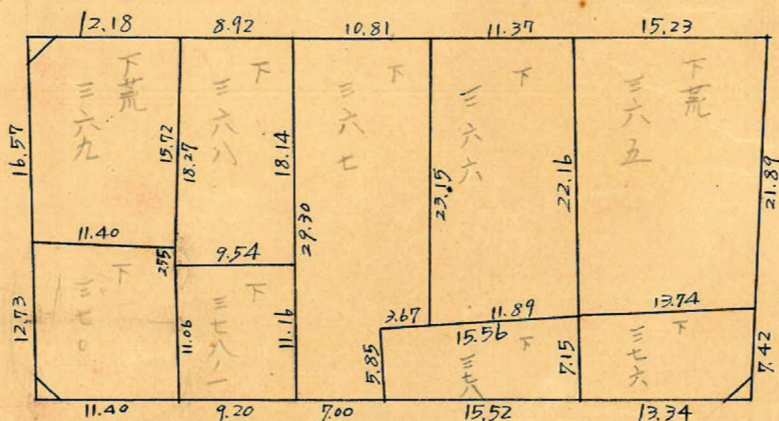 12.18 8.92 10.81 11.37 15.23
下荒
三六九
下
三六八
下
三六七
下
三六六
下荒
三六五
16.57
15.72
18.27
18.14
29.30
23.15
22.16
21.89
11.40
2.55
9.54
3.67
11.89
15.56
13.74
下
三七〇
下
三七八ノ一
下
三七八
下
三七六
12.73
11.06
11.16
5.85
7.15
7.42
11.40 9.20 7.00 15.52 13.34